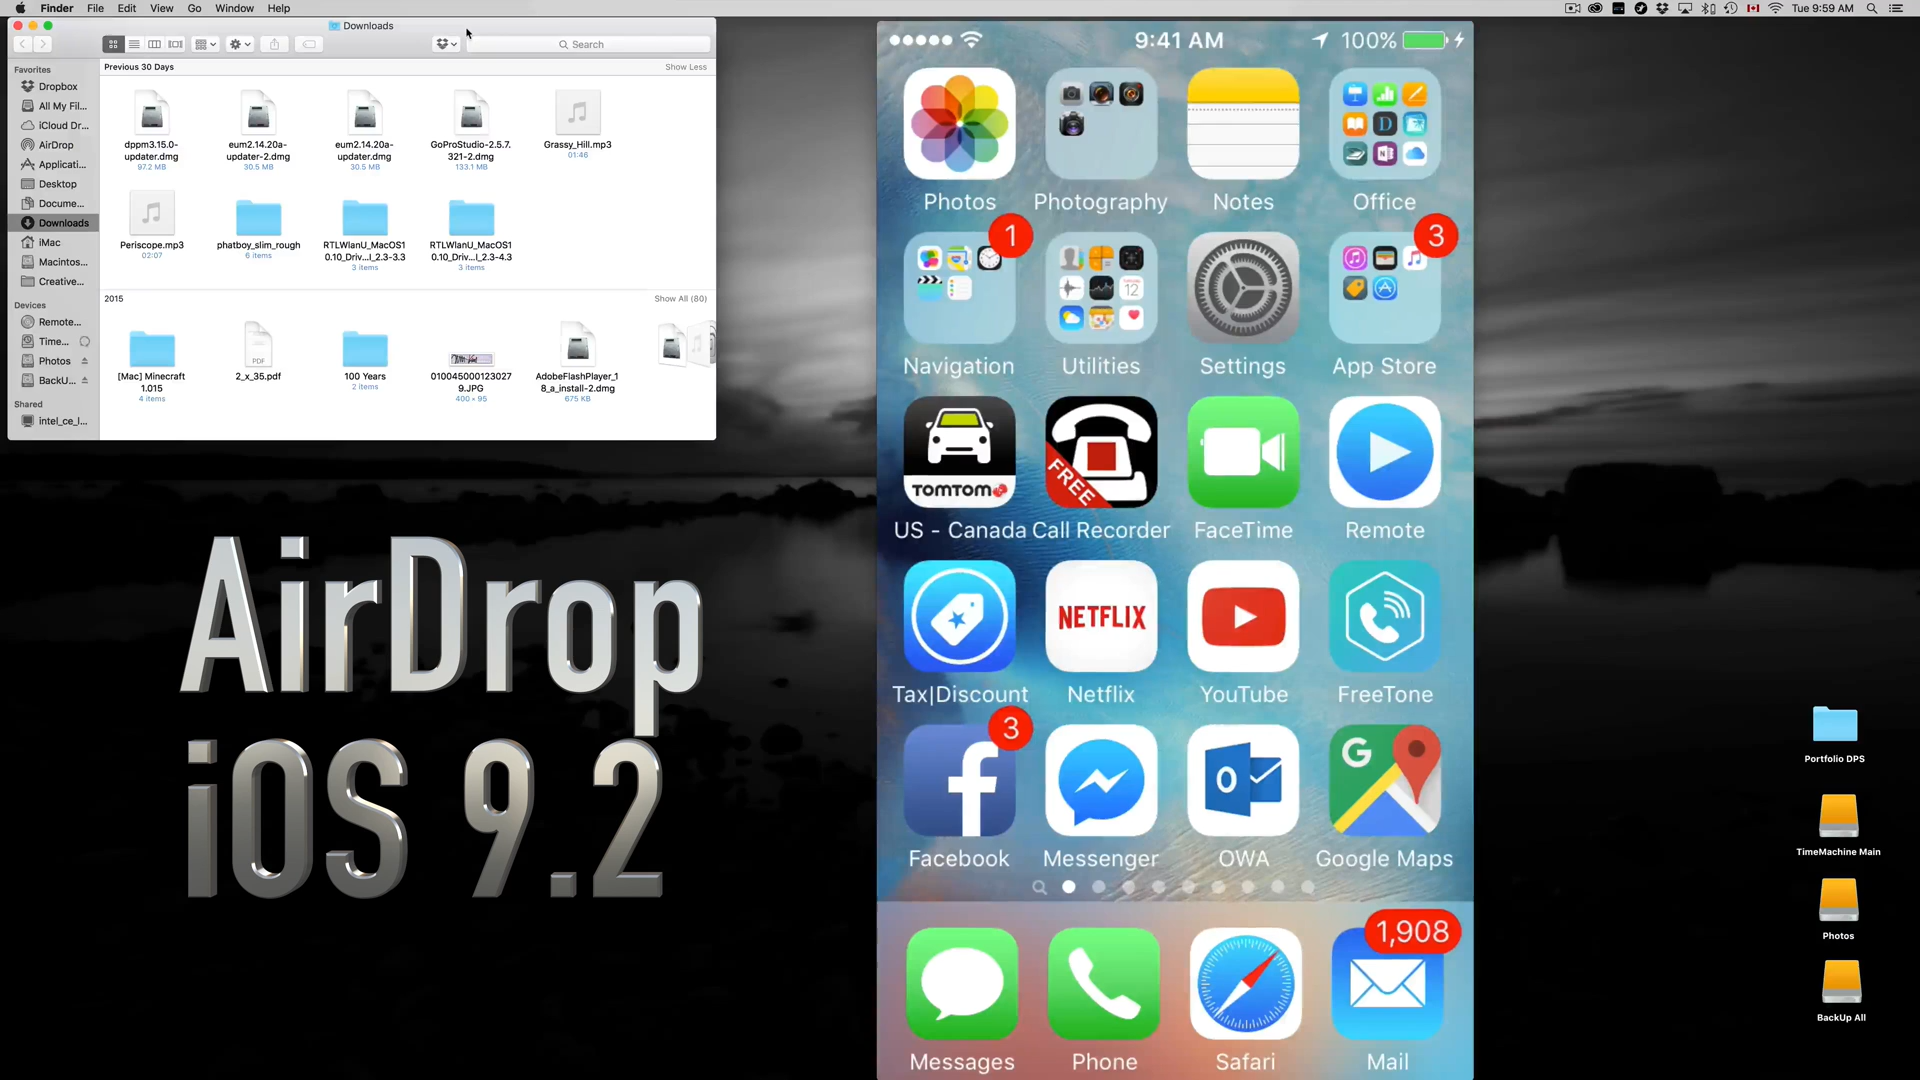 Finder File Edit View Go Window Help
Tue 9:59 AM
Downloads
Search
Favorites
Dropbox
All My Fil...
iCloud Dr...
AirDrop
Applicati...
Desktop
Docume...
Downloads
iMac
Macintos...
Creative...
Devices
Remote...
Time...
Photos
BackU...
Shared
intel_ce_l...
Previous 30 Days
Show Less
dppm3.15.0-
updater.dmg
97.2 MB
eum2.14.20a-
updater-2.dmg
30.5 MB
eum2.14.20a-
updater.dmg
30.5 MB
GoProStudio-2.5.7.
321-2.dmg
133.1 MB
Grassy_Hill.mp3
01:46
Periscope.mp3
02:07
phatboy_slim_rough
6 items
RTLWlanU_MacOS1
0.10_Driv...l_2.3-3.3
3 items
RTLWlanU_MacOS1
0.10_Driv...l_2.3-4.3
3 items
2015
Show All (80)
[Mac] Minecraft
1.015
4 items
PDF
2_x_35.pdf
100 Years
2 items
010045000123027
9.JPG
400 × 95
AdobeFlashPlayer_1
8_a_install-2.dmg
675 KB
AirDrop
iOS 9.2
9:41 AM
100%
Photos
Photography
Notes
Office
1
3
12
Navigation
Utilities
Settings
App Store
TOMTOM
FREE
US - Canada
Call Recorder
FaceTime
Remote
NETFLIX
Tax|Discount
Netflix
YouTube
FreeTone
3
f
O
G
Facebook
Messenger
OWA
Google Maps
1,908
Messages
Phone
Safari
Mail
Portfolio DPS
TimeMachine Main
Photos
BackUp All